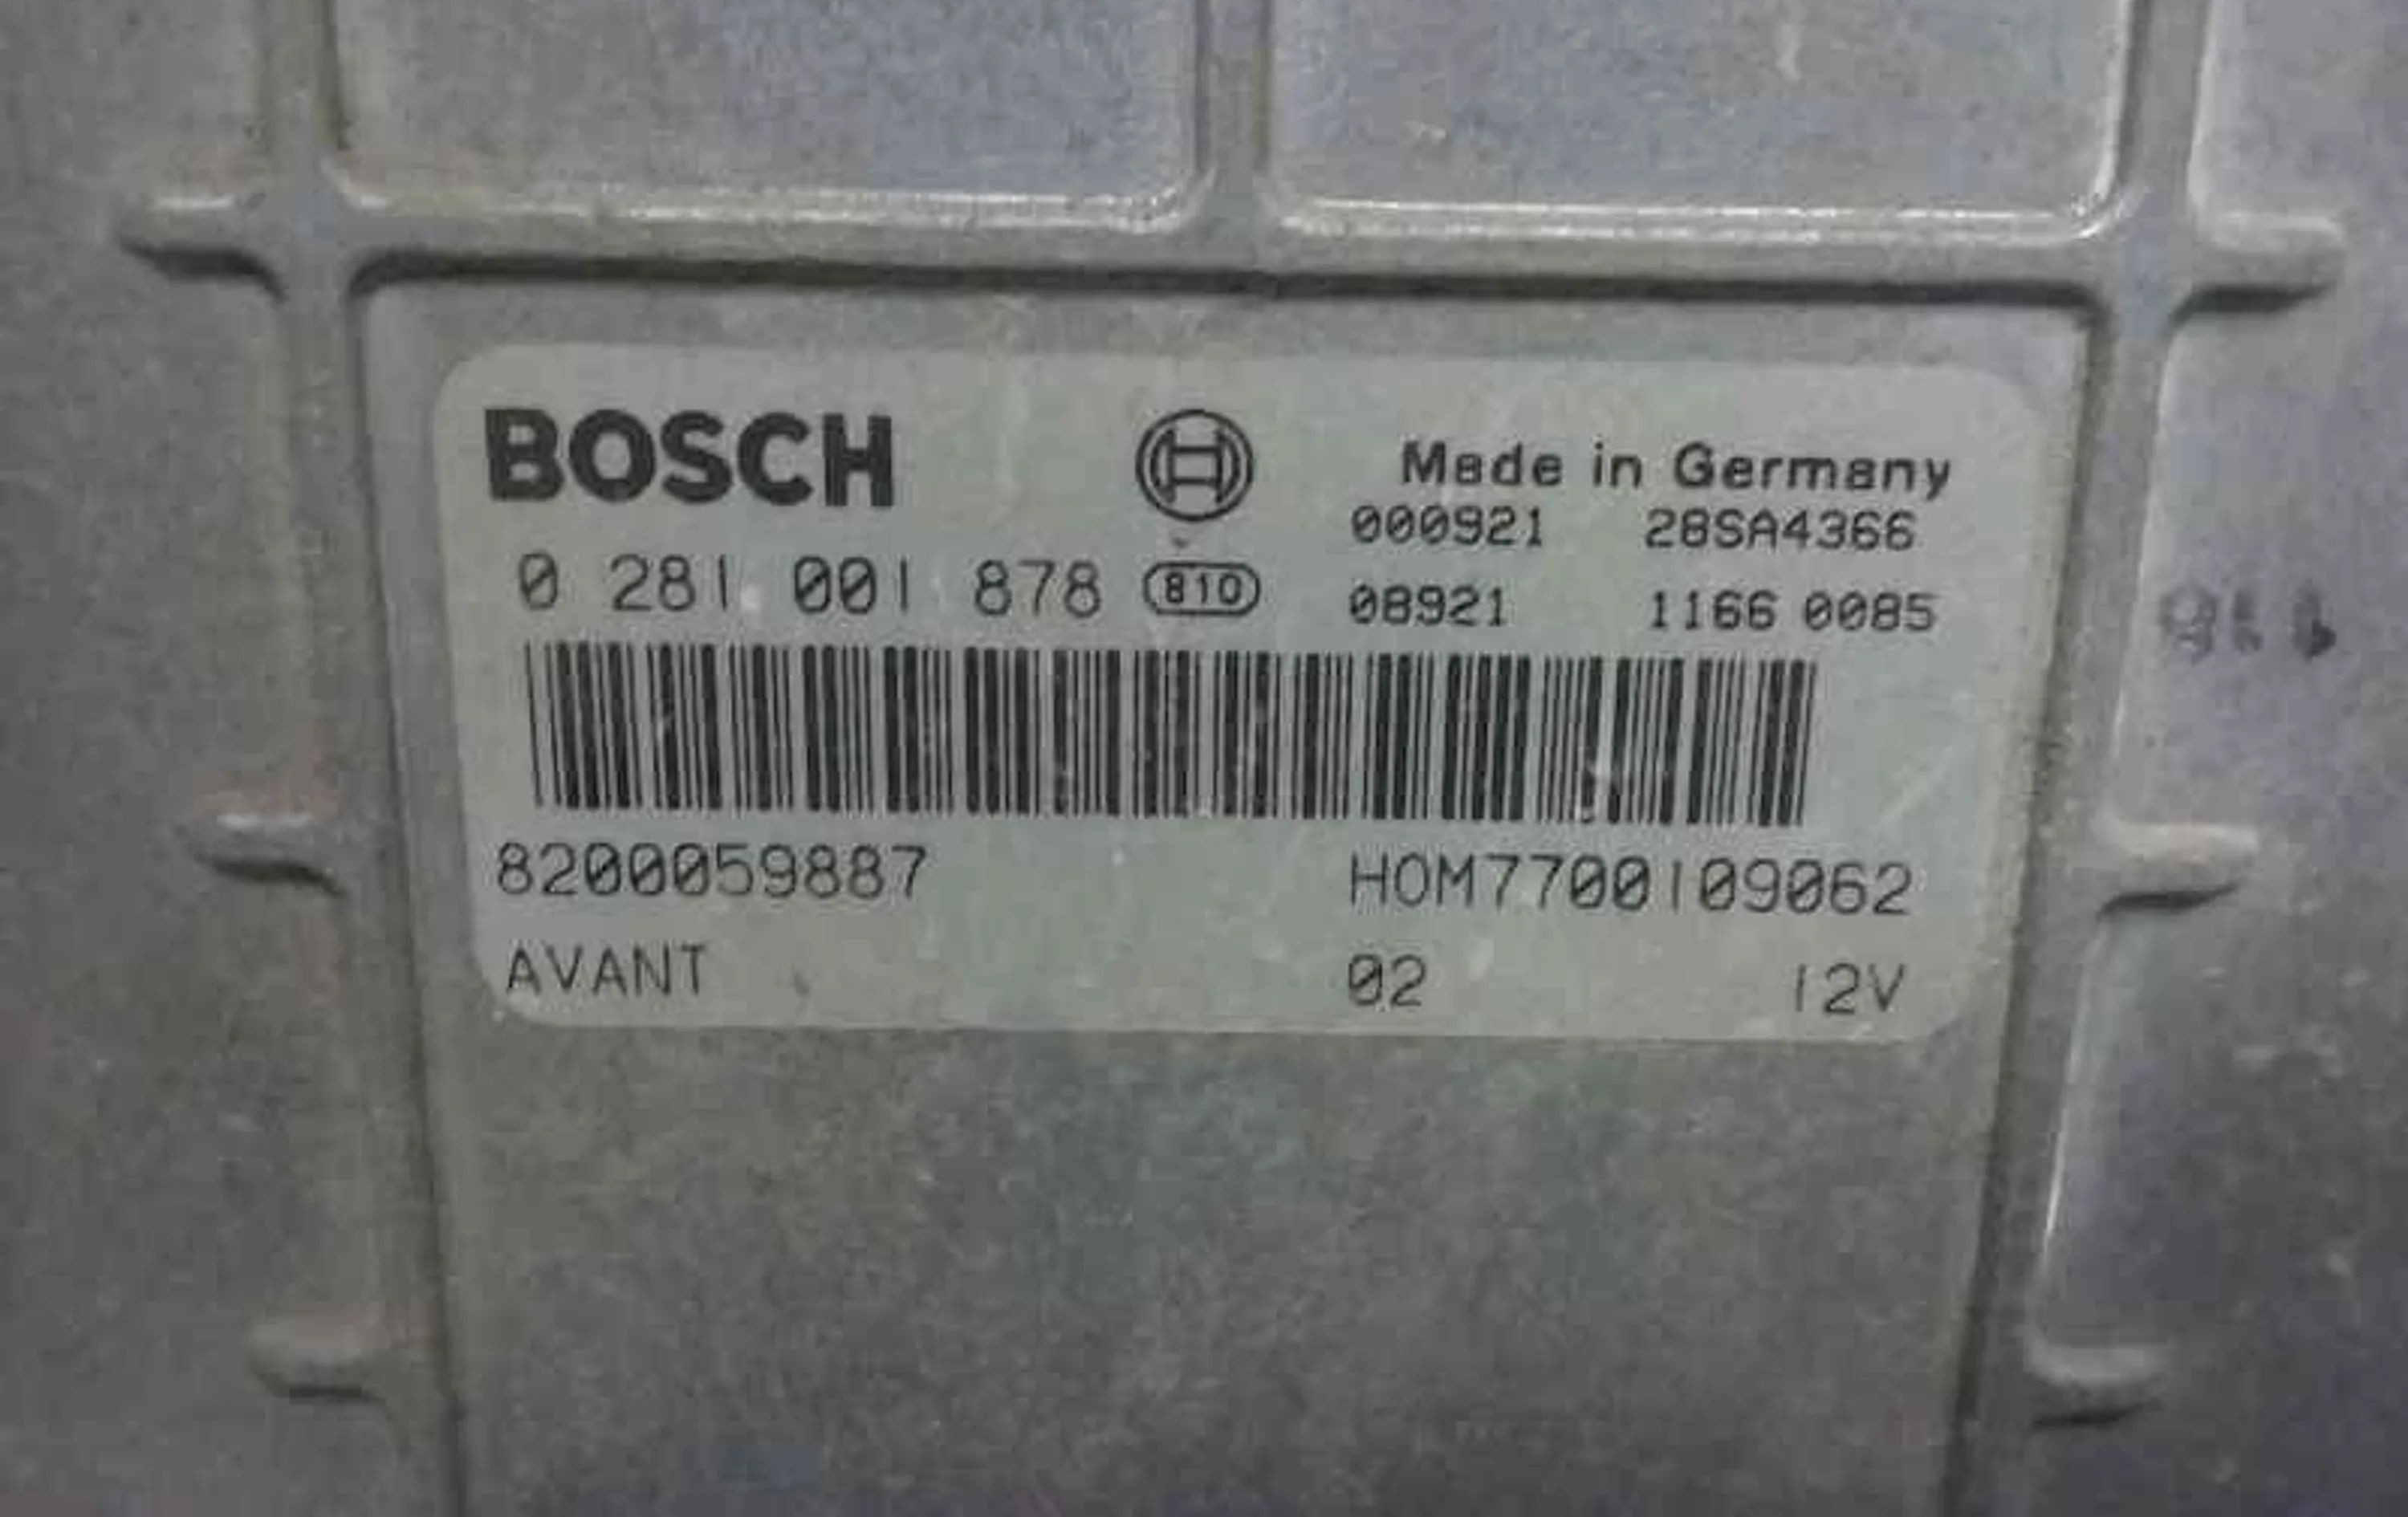 BOSCH
Made in Germany
000921 28SA4366
0 281 001 878 810 08921 1166 0085
8200059887 HOM7700109062
AVANT 02 12V